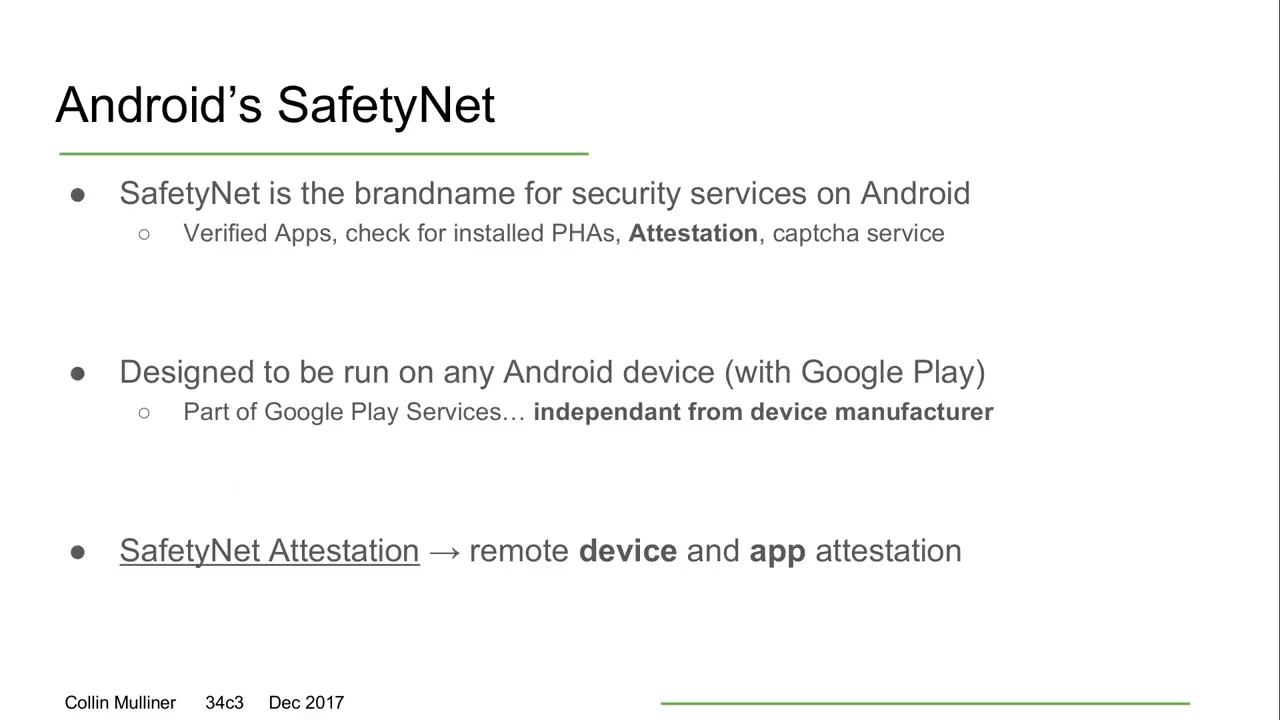 Android’s SafetyNet
● SafetyNet is the brandname for security services on Android
○ Verified Apps, check for installed PHAs, Attestation, captcha service
● Designed to be run on any Android device (with Google Play)
○ Part of Google Play Services… independant from device manufacturer
● SafetyNet Attestation → remote device and app attestation
Collin Mulliner 34c3 Dec 2017